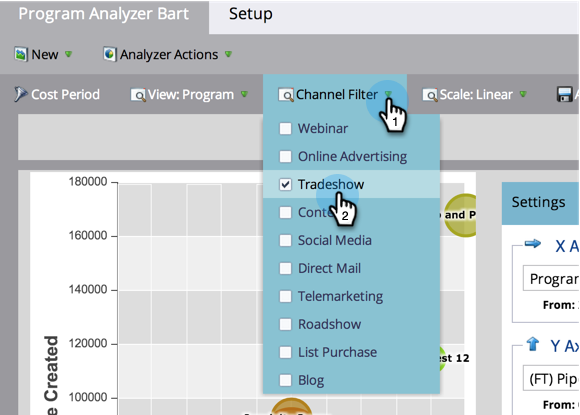 Program Analyzer Bart
Setup
New
Analyzer Actions
Cost Period
View: Program
Channel Filter
Scale: Linear
1
Webinar
Online Advertising
Tradeshow
2
Social Media
Direct Mail
Telemarketing
Roadshow
List Purchase
Blog
180000
160000
140000
120000
100000
e Created
and P
est 12
Settings
X A
Progran
From:
Y Ax
(FT) Pip
From: